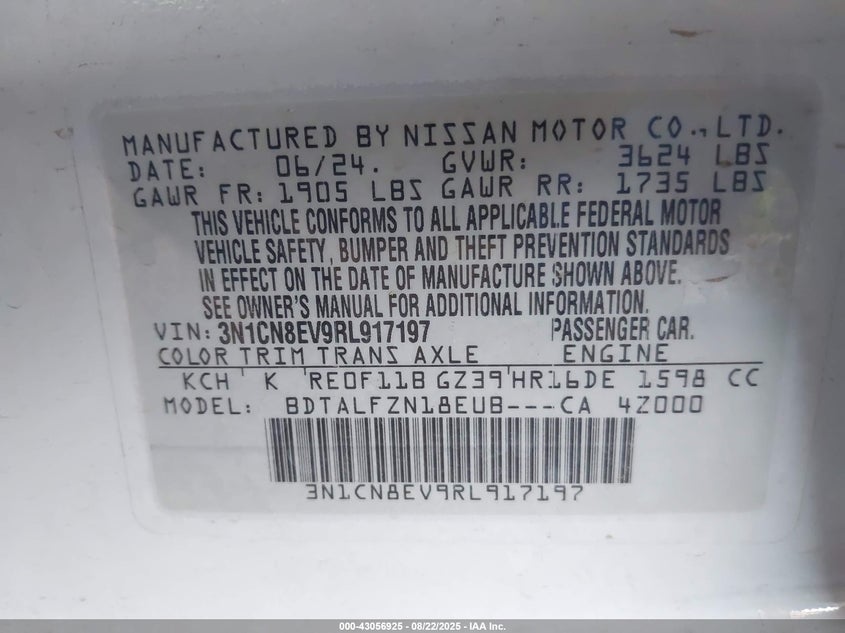 MANUFACTURED BY NISSAN MOTOR CO., LTD.
DATE: 06/24. GVWR: 3624 LBS
GAWR FR: 1905 LBS GAWR RR: 1735 LBS
THIS VEHICLE CONFORMS TO ALL APPLICABLE FEDERAL MOTOR
VEHICLE SAFETY, BUMPER AND THEFT PREVENTION STANDARDS
IN EFFECT ON THE DATE OF MANUFACTURE SHOWN ABOVE.
SEE OWNER'S MANUAL FOR ADDITIONAL INFORMATION.
VIN: 3N1CN8EV9RL917197 PASSENGER CAR.
COLOR TRIM TRANS AXLE ENGINE
KCH K RE0F11B GZ39 HR16DE 1598 CC
MODEL: BDTALFZN18EUB---CA 4Z000
3N1CN8EV9RL917197
000-43056925 - 08/22/2025 - IAA Inc.